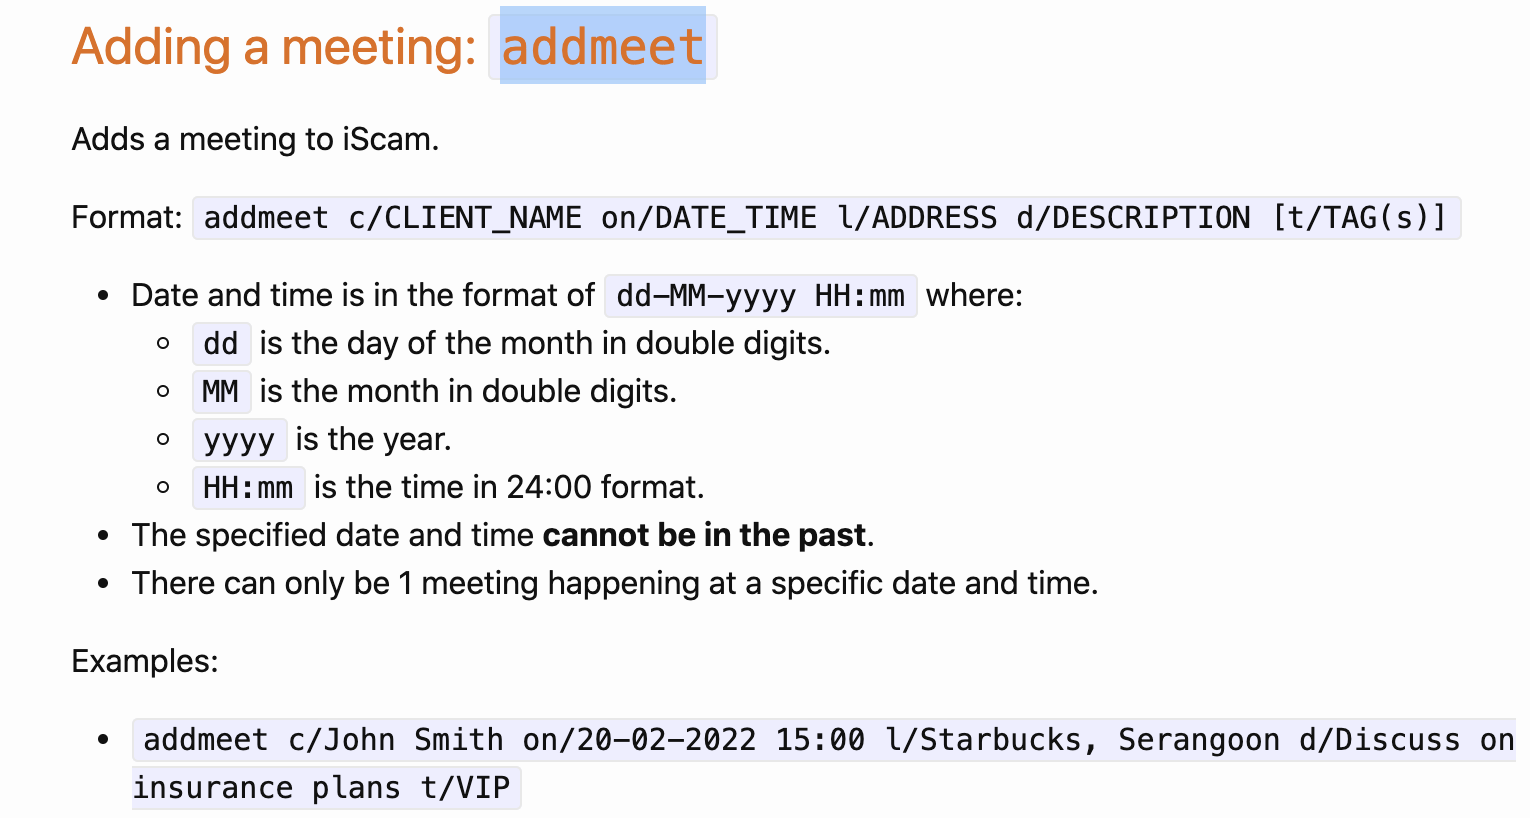 Adding a meeting: addmeet
Adds a meeting to iScam.
Format: addmeet c/CLIENT_NAME on/DATE_TIME l/ADDRESS d/DESCRIPTION [t/TAG(s)]
• Date and time is in the format of dd-MM-yyyy HH:mm where:
◦ dd is the day of the month in double digits.
◦ MM is the month in double digits.
◦ yyyy is the year.
◦ HH:mm is the time in 24:00 format.
• The specified date and time cannot be in the past.
• There can only be 1 meeting happening at a specific date and time.
Examples:
• addmeet c/John Smith on/20-02-2022 15:00 l/Starbucks, Serangoon d/Discuss on
insurance plans t/VIP